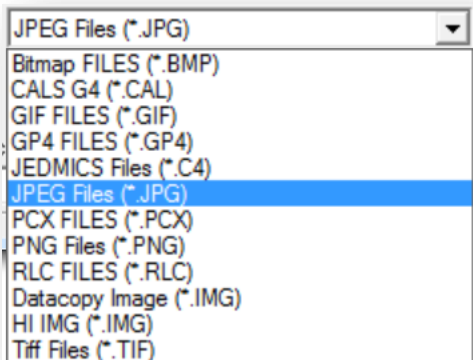 JPEG Files (*.JPG)
Bitmap FILES (*.BMP)
CALS G4 (*.CAL)
GIF FILES (*.GIF)
GP4 FILES (*.GP4)
JEDMICS Files (*.C4)
JPEG Files (*.JPG)
PCX FILES (*.PCX)
PNG Files (*.PNG)
RLC FILES (*.RLC)
Datacopy Image (*.IMG)
HI IMG (*.IMG)
Tiff Files (*.TIF)